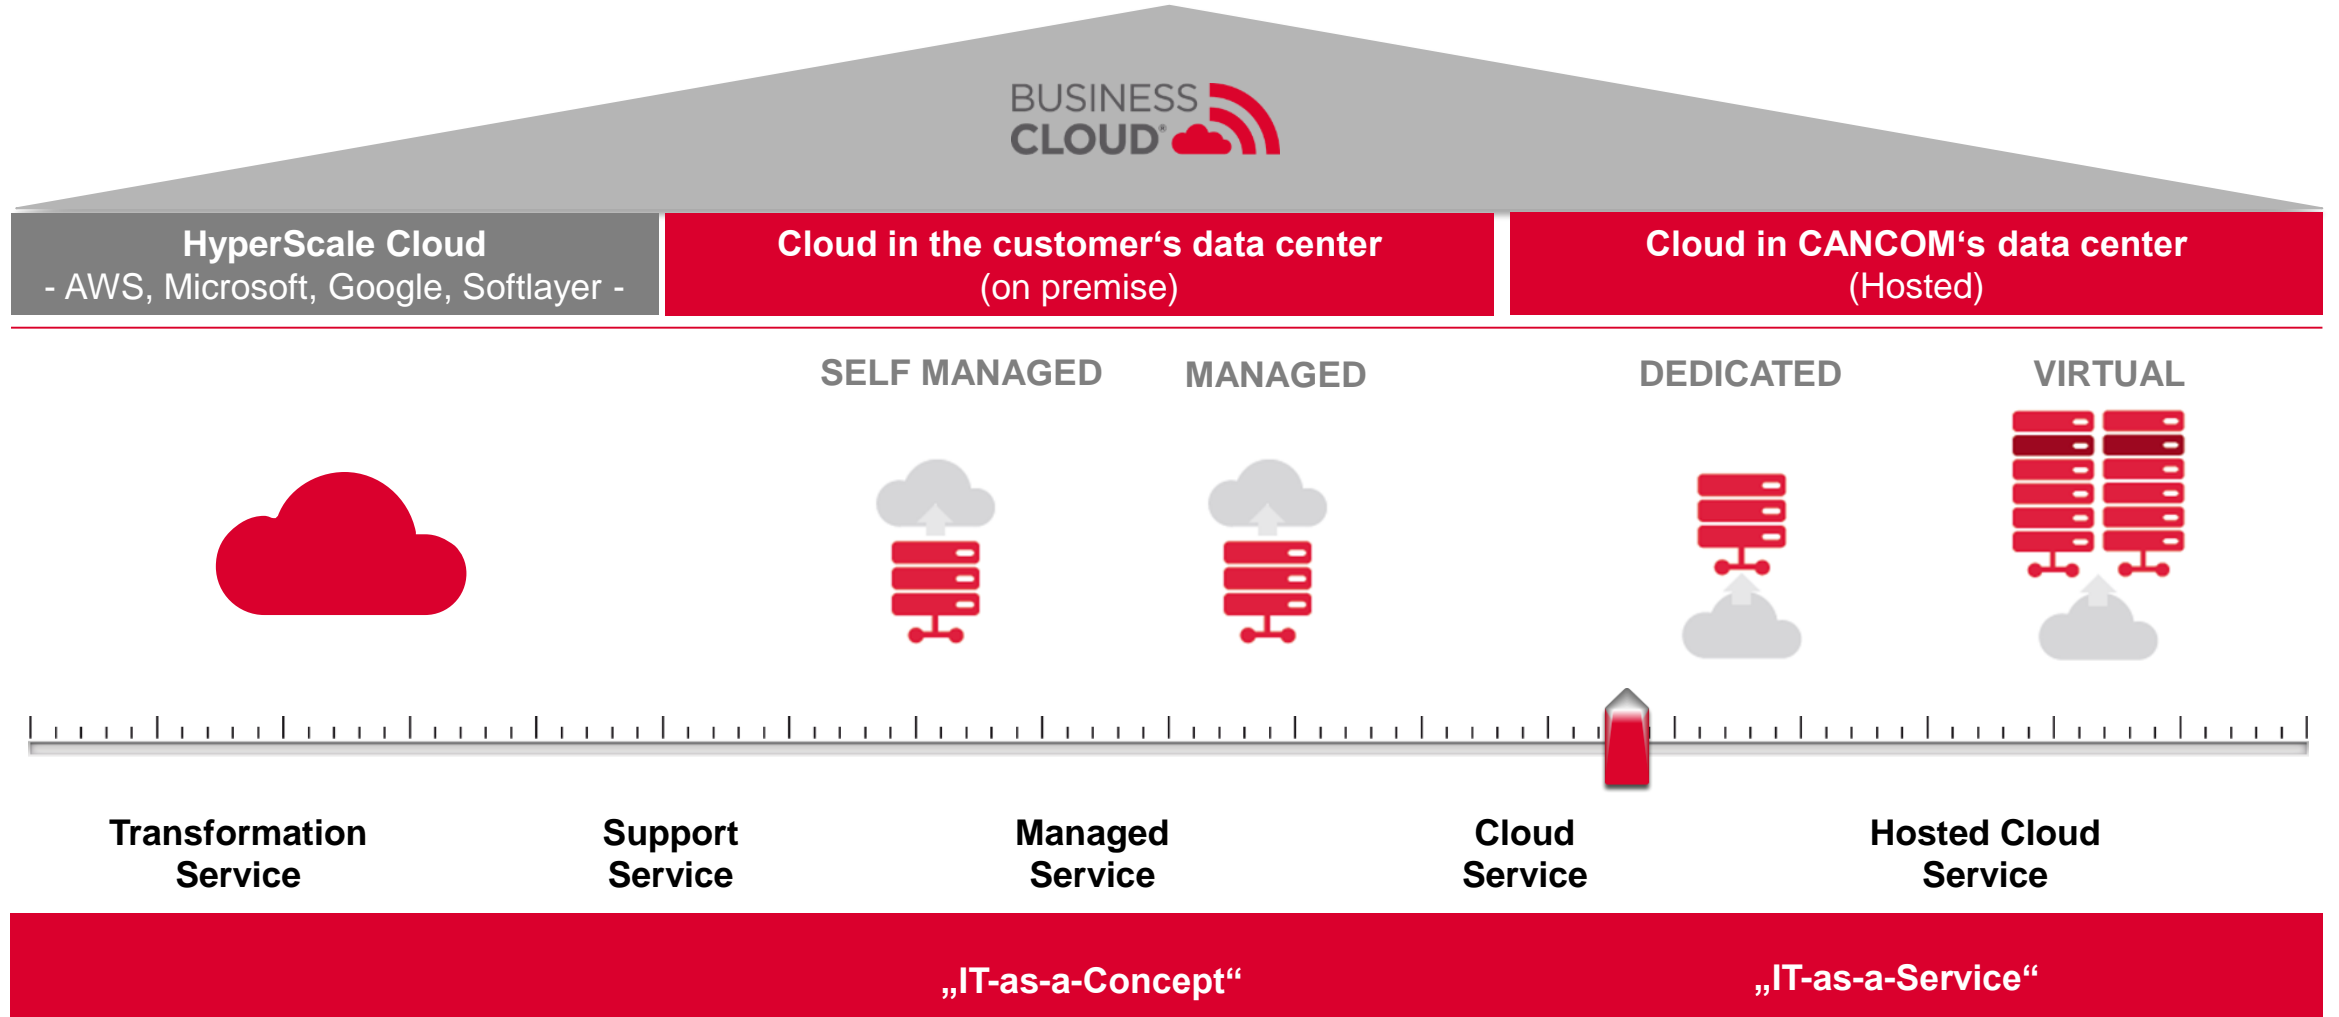 BUSINESS
CLOUD®
HyperScale Cloud
- AWS, Microsoft, Google, Softlayer -
Cloud in the customer‘s data center
(on premise)
Cloud in CANCOM‘s data center
(Hosted)
SELF MANAGED
MANAGED
DEDICATED
VIRTUAL
Transformation
Service
Support
Service
Managed
Service
Cloud
Service
Hosted Cloud
Service
„IT-as-a-Concept“
„IT-as-a-Service“